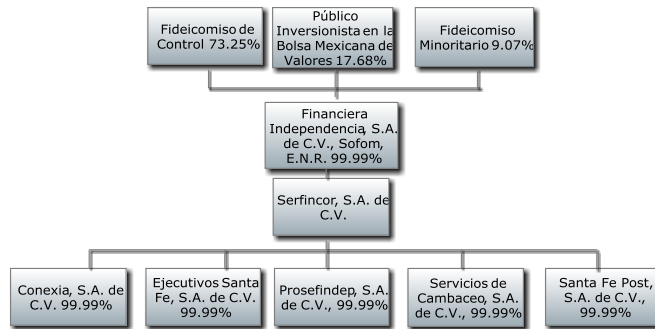 Fideicomiso de
Control 73.25%
Público
Inversionista en la
Bolsa Mexicana de
Valores 17.68%
Fideicomiso
Minoritario 9.07%
Financiera
Independencia, S.A.
de C.V., Sofom,
E.N.R. 99.99%
Serfincor, S.A. de
C.V.
Conexia, S.A. de
C.V. 99.99%
Ejecutivos Santa
Fe, S.A. de C.V.
99.99%
Prosefindep, S.A.
de C.V., 99.99%
Servicios de
Cambaceo, S.A.
de C.V., 99.99%
Santa Fe Post,
S.A. de C.V.,
99.99%